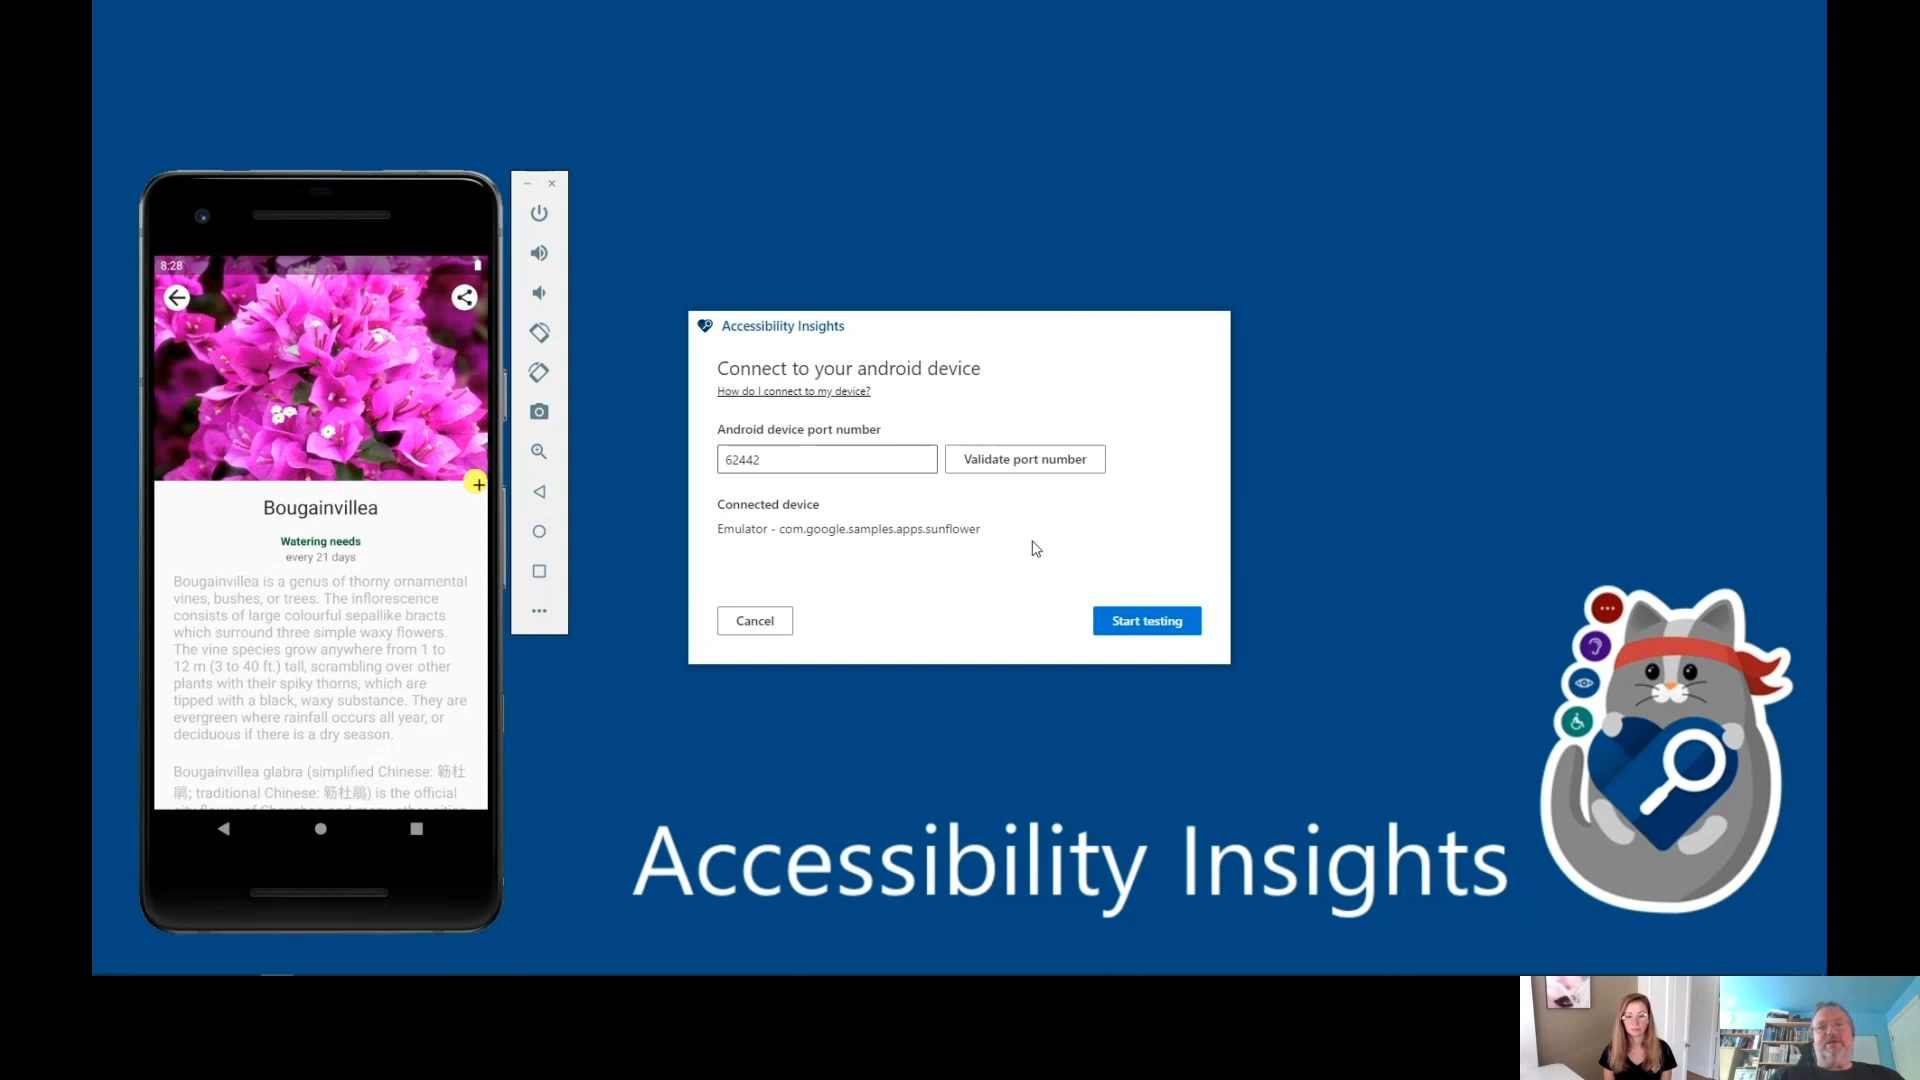 8:28
Bougainvillea
Watering needs
every 21 days
Bougainvillea is a genus of thorny ornamental
vines, bushes, or trees. The inflorescence
consists of large colourful sepallike bracts
which surround three simple waxy flowers.
The vine species grow anywhere from 1 to
12 m (3 to 40 ft.) tall, scrambling over other
plants with their spiky thorns, which are
tipped with a black, waxy substance. They are
evergreen where rainfall occurs all year, or
deciduous if there is a dry season.
Bougainvillea glabra (simplified Chinese: 簕杜
鹃; traditional Chinese: 簕杜鵑) is the official
Accessibility Insights
Connect to your android device
How do I connect to my device?
Android device port number
62442
Validate port number
Connected device
Emulator - com.google.samples.apps.sunflower
Cancel
Start testing
Accessibility Insights